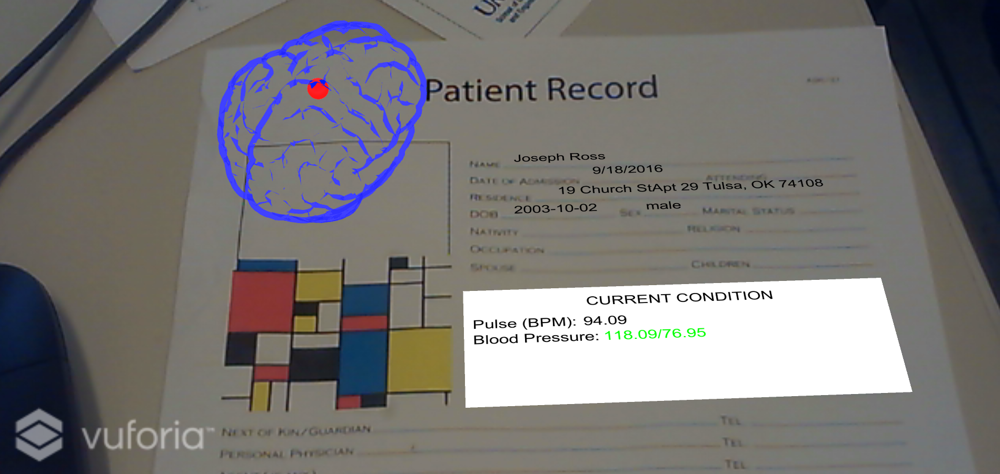 Patient Record
NAME Joseph Ross
DATE OF ADMISSION 9/18/2016 ATTENDING
RESIDENCE 19 Church StApt 29 Tulsa, OK 74108
DOB 2003-10-02 SEX male MARITAL STATUS
NATIVITY RELIGION
OCCUPATION
SPOUSE CHILDREN
CURRENT CONDITION
Pulse (BPM): 94.09
Blood Pressure: 118.09/76.95
NEXT OF KIN/GUARDIAN TEL
PERSONAL PHYSICIAN TEL
TEL
vuforia™